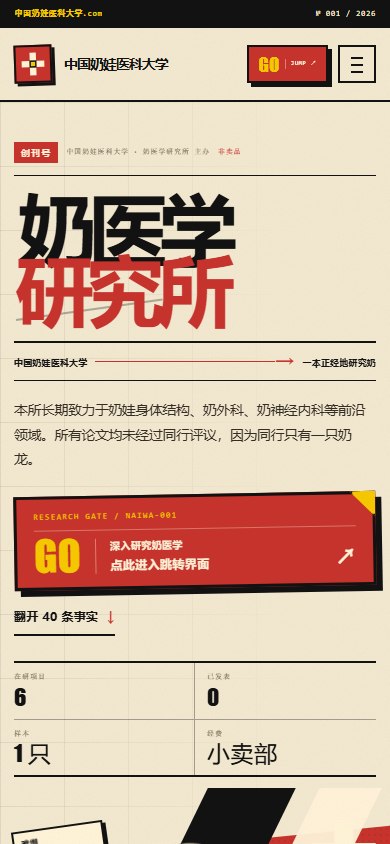 中国奶娃医科大学.com
№ 001 / 2026
中国奶娃医科大学
GO JUMP ↗
创刊号
中国奶娃医科大学 · 奶医学研究所 主办 非卖品
奶医学
研究所
中国奶娃医科大学 → 一本正经地研究奶
本所长期致力于奶娃身体结构、奶外科、奶神经内科等前沿
领域。所有论文均未经过同行评议，因为同行只有一只奶
龙。
RESEARCH GATE / NAIWA-001
GO
深入研究奶医学
点此进入跳转界面
↗
翻开 40 条事实 ↓
在研项目
6
已发表
0
样本
1 只
经费
小卖部